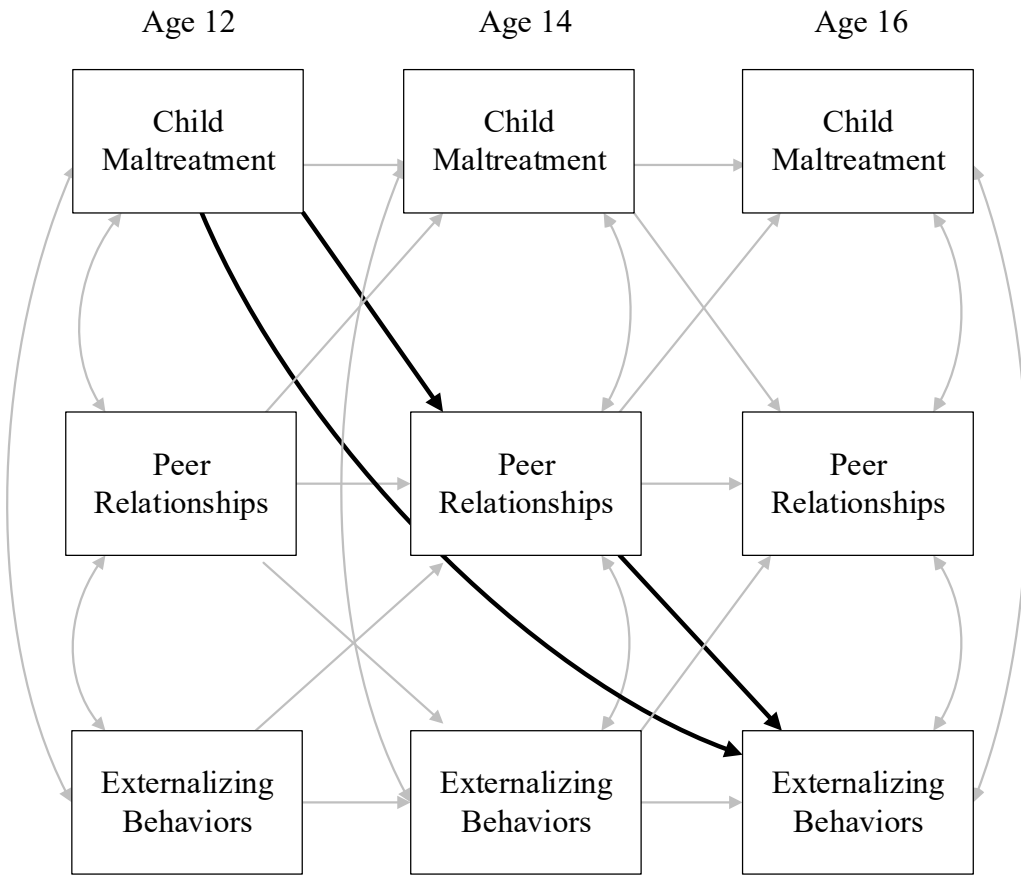 Age 12
Age 14
Age 16
Child
Maltreatment
Child
Maltreatment
Child
Maltreatment
Peer
Relationships
Peer
Relationships
Peer
Relationships
Externalizing
Behaviors
Externalizing
Behaviors
Externalizing
Behaviors